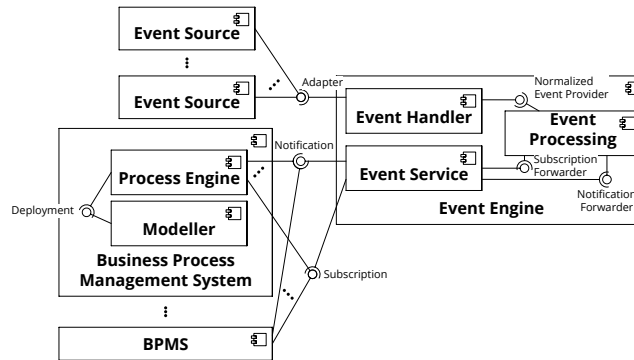 Event Source
Event Source
Adapter
Normalized
Event Provider
Event Handler
Event
Processing
Notification
Process Engine
Event Service
Subscription
Forwarder
Deployment
Modeller
Notification
Forwarder
Event Engine
Business Process
Management System
Subscription
BPMS